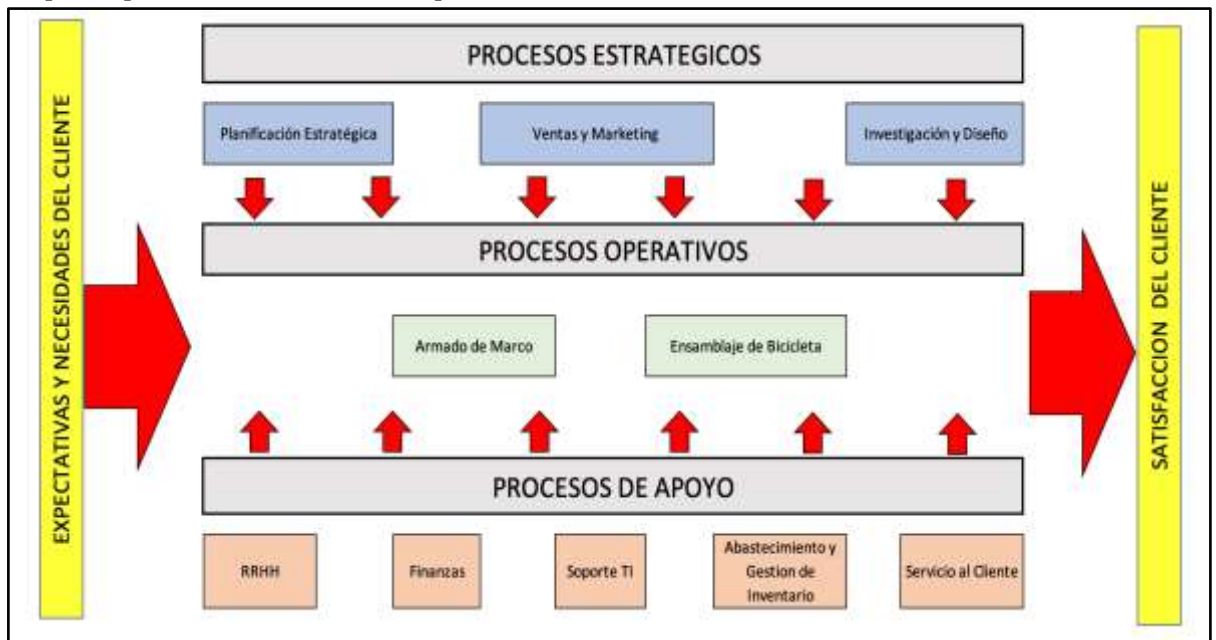 EXPECTATIVAS Y NECESIDADES DEL CLIENTE
PROCESOS ESTRATEGICOS
Planificación Estratégica
Ventas y Marketing
Investigación y Diseño
PROCESOS OPERATIVOS
Armado de Marco
Ensamblaje de Bicicleta
PROCESOS DE APOYO
RRHH
Finanzas
Soporte TI
Abastecimiento y
Gestion de
Inventario
Servicio al Cliente
SATISFACCION DEL CLIENTE